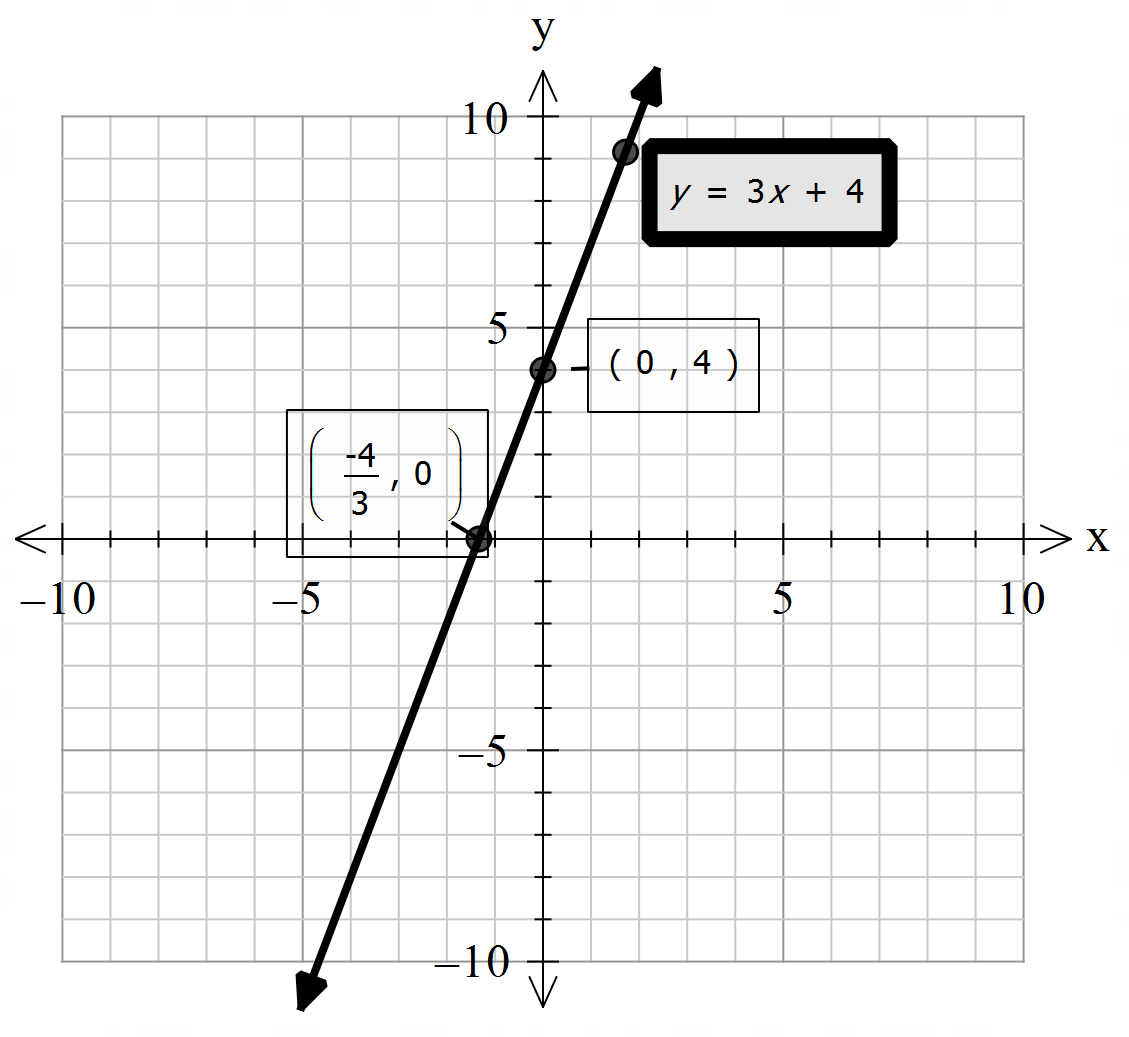 y
10
y = 3x + 4
5
( 0 , 4 )
( -4/3 , 0 )
x
–10
–5
5
10
–5
–10